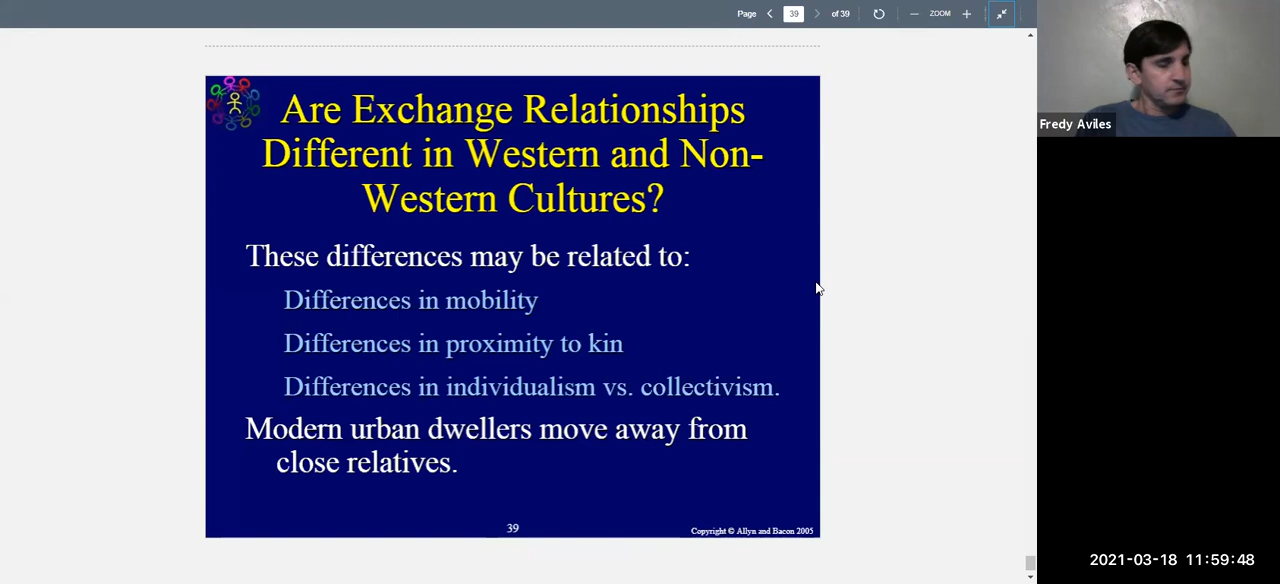 Page 39 of 39 ZOOM
Are Exchange Relationships
Different in Western and Non-
Western Cultures?
These differences may be related to:
Differences in mobility
Differences in proximity to kin
Differences in individualism vs. collectivism.
Modern urban dwellers move away from
close relatives.
39
Copyright © Allyn and Bacon 2005
Fredy Aviles
2021-03-18 11:59:48